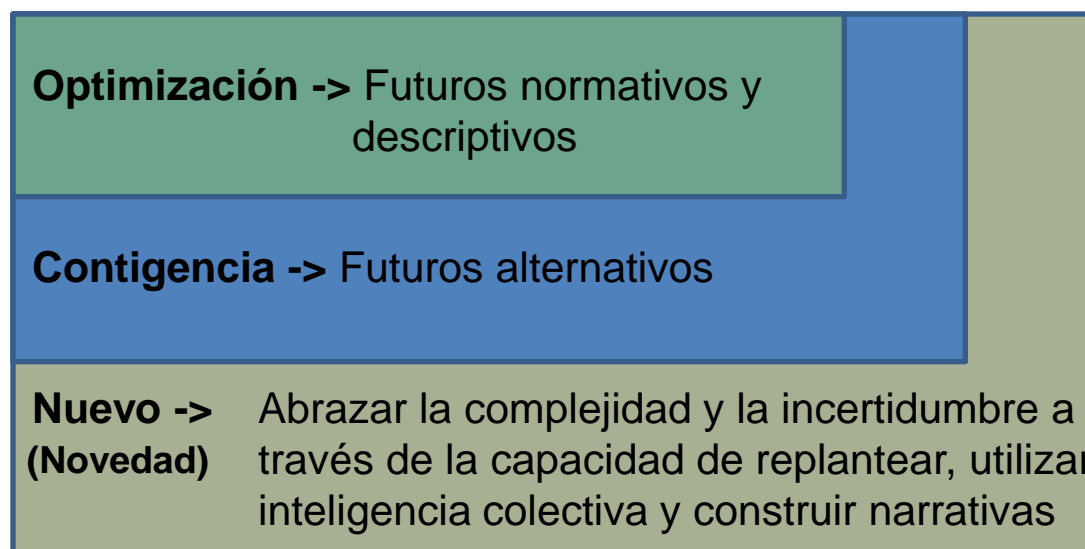 Optimización -> Futuros normativos y
descriptivos
Contigencia -> Futuros alternativos
Nuevo -> Abrazar la complejidad y la incertidumbre a
(Novedad) través de la capacidad de replantear, utilizar
inteligencia colectiva y construir narrativas